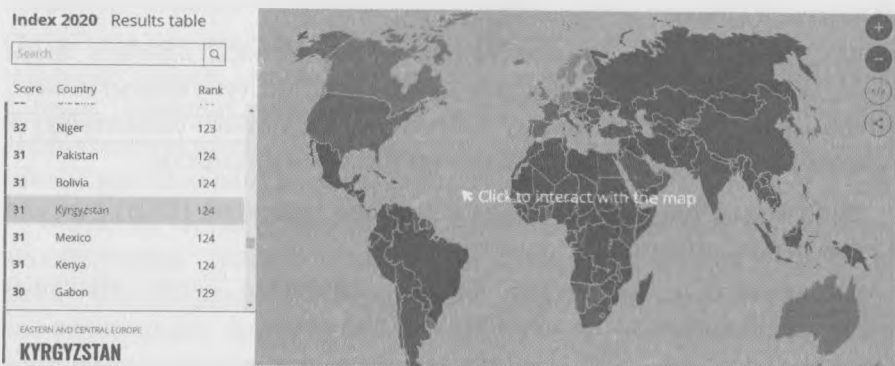 Index 2020 Results table
Search
Score Country Rank
32 Niger 123
31 Pakistan 124
31 Bolivia 124
31 Kyrgyzstan 124
31 Mexico 124
31 Kenya 124
30 Gabon 129
EASTERN AND CENTRAL EUROPE
KYRGYZSTAN
Click to interact with the map
+
−
</>